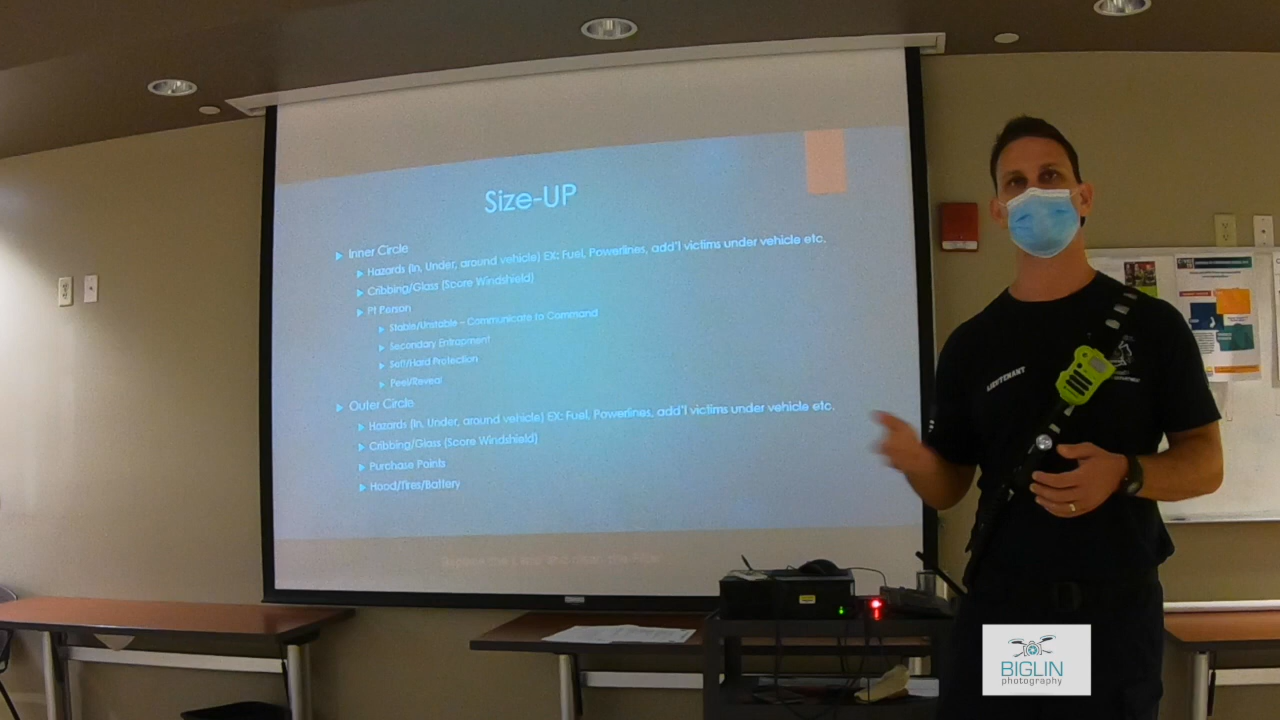 Size-UP
Inner Circle
Hazards (In, Under, around vehicle) EX: Fuel, Powerlines, add'l victims under vehicle etc.
Cribbing/Glass (Score Windshield)
Pt Person
Stable/Unstable – Communicate to Command
Secondary Entrapment
Soft/Hard Protection
Peel/Reveal
Outer Circle
Hazards (In, Under, around vehicle) EX: Fuel, Powerlines, add'l victims under vehicle etc.
Cribbing/Glass (Score Windshield)
Purchase Points
Hood/Tires/Battery
LIEUTENANT
BIGLIN
photography